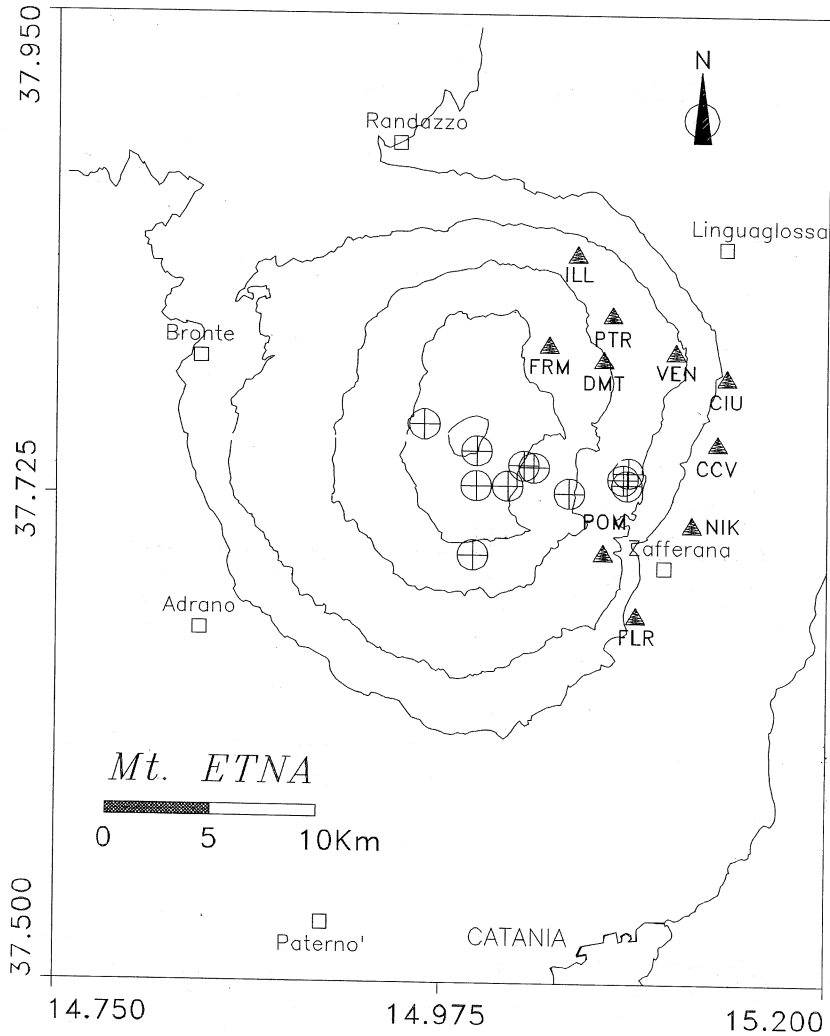 37.950
N
Randazzo
Linguaglossa
ILL
PTR
Bronte
FRM
DMT
VEN
CIU
CCV
37.725
POM
NIK
Zafferana
Adrano
FLR
Mt. ETNA
0 5 10Km
37.500
CATANIA
Paterno'
14.750 14.975 15.200